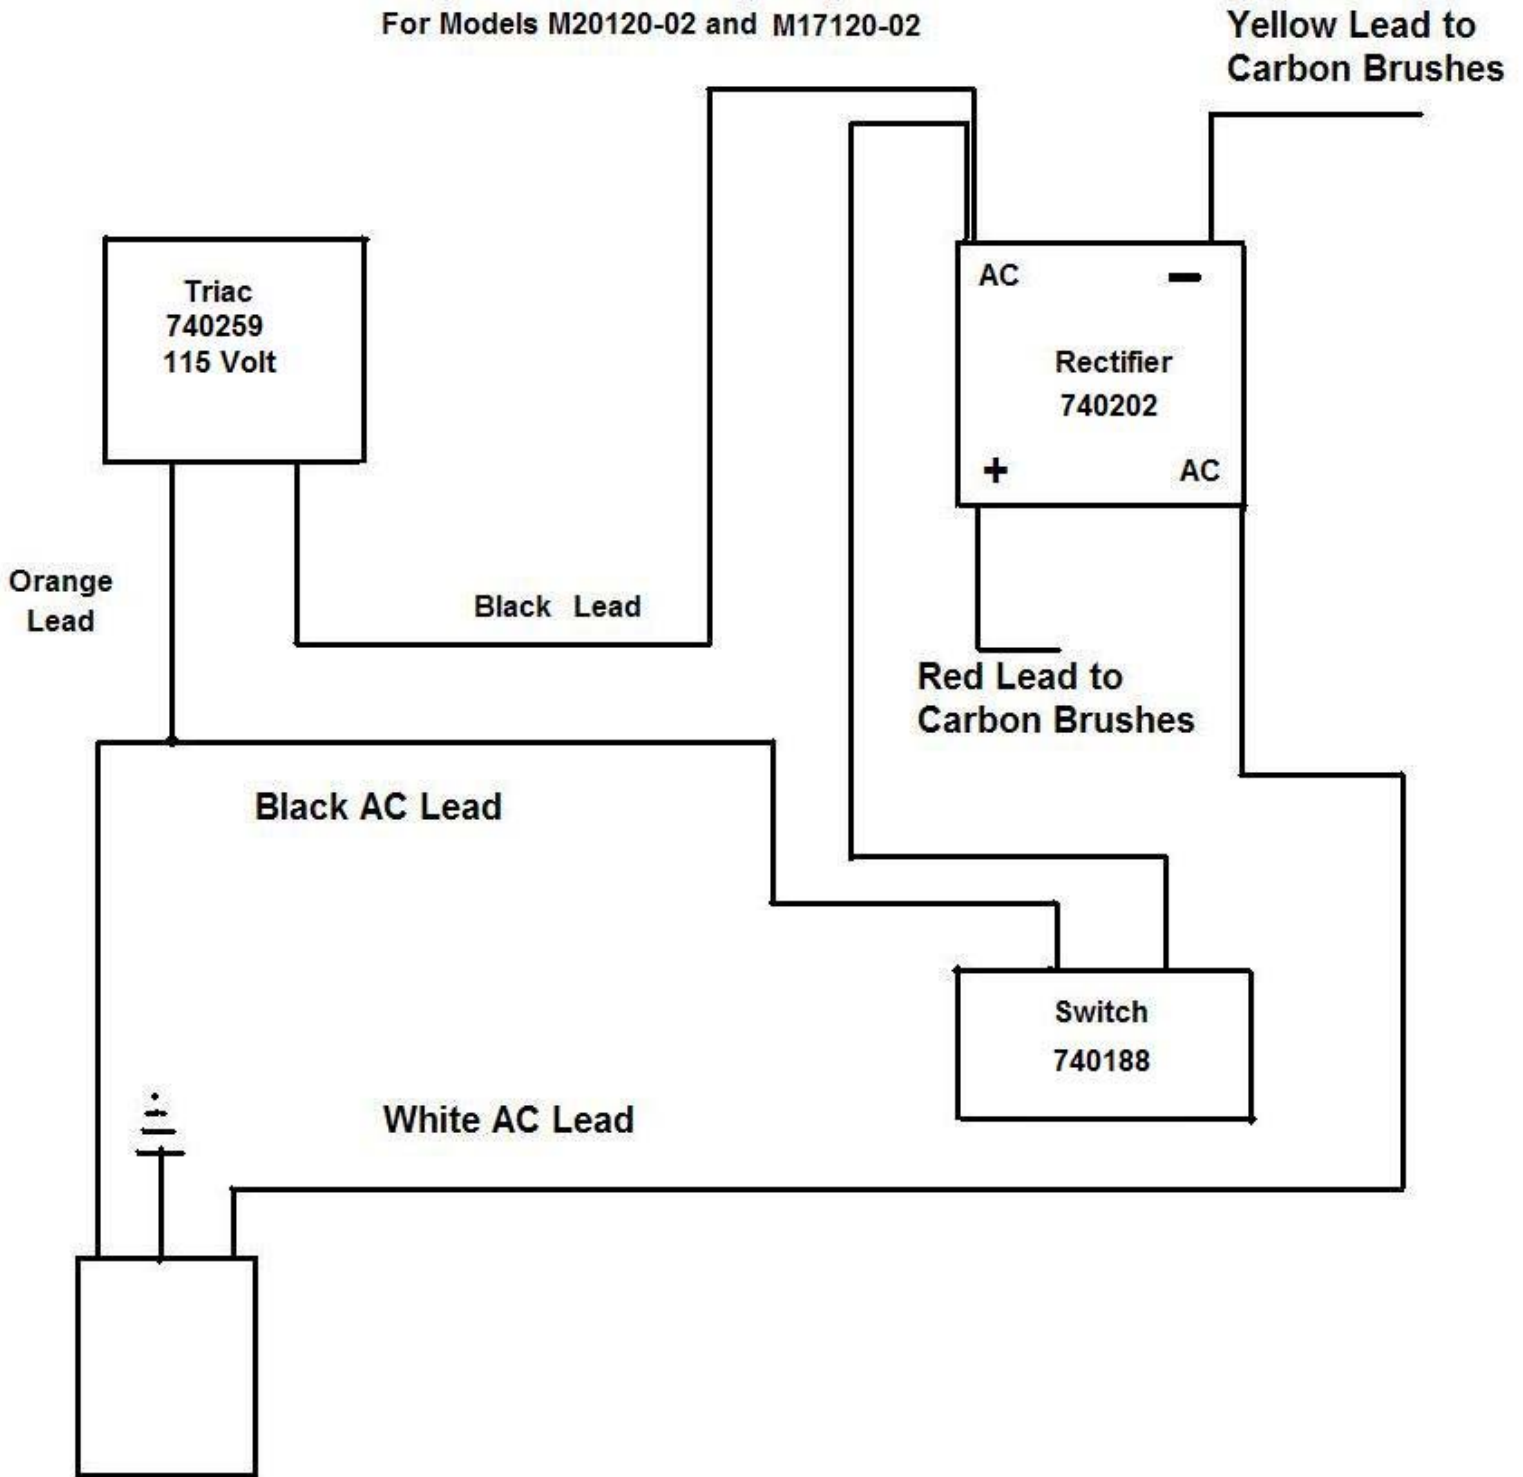 For Models M20120-02 and M17120-02
Yellow Lead to
Carbon Brushes
Triac
740259
115 Volt
AC
−
Rectifier
740202
+
AC
Orange
Lead
Black Lead
Red Lead to
Carbon Brushes
Black AC Lead
Switch
740188
White AC Lead